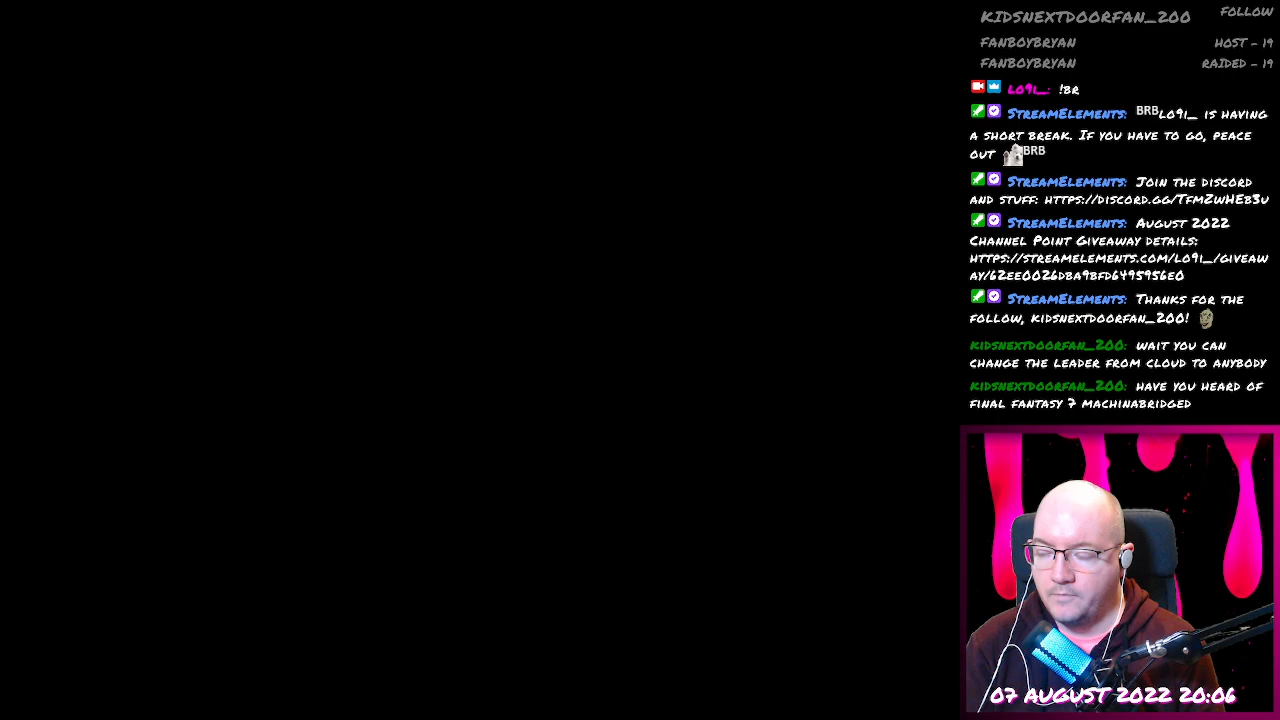 KIDSNEXTDOORFAN_200 FOLLOW
FANBOYBRYAN HOST - 19
FANBOYBRYAN RAIDED - 19
LO9I_: !BR
STREAMELEMENTS: BRB LO9I_ IS HAVING
A SHORT BREAK. IF YOU HAVE TO GO, PEACE
OUT BRB
STREAMELEMENTS: JOIN THE DISCORD
AND STUFF: HTTPS://DISCORD.GG/TFMZWHEB3U
STREAMELEMENTS: AUGUST 2022
CHANNEL POINT GIVEAWAY DETAILS:
HTTPS://STREAMELEMENTS.COM/LO9I_/GIVEAW
AY/62EE0026DBA9BFD6495956E0
STREAMELEMENTS: THANKS FOR THE
FOLLOW, KIDSNEXTDOORFAN_200!
KIDSNEXTDOORFAN_200: WAIT YOU CAN
CHANGE THE LEADER FROM CLOUD TO ANYBODY
KIDSNEXTDOORFAN_200: HAVE YOU HEARD OF
FINAL FANTASY 7 MACHINABRIDGED
07 AUGUST 2022 20:06